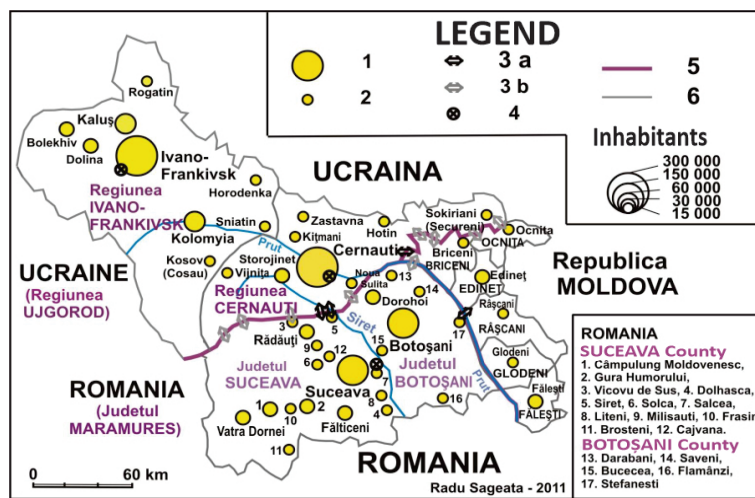 LEGEND
1
2
3 a
3 b
4
5
6
Inhabitants
300 000
150 000
60 000
30 000
15 000
Rogatin
Kaluş
Bolekhiv
Dolina
Ivano-
Frankivsk
Regiunea
IVANO-
FRANKIVSK
Horodenka
UCRAINA
Kolomyia
Sniatin
Zastavna
Kiţmani
Hotin
Sokiriani
(Secureni)
Ocnita
OCNIŢA
Prut
Cernauti
Briceni
BRICENI
Kosov
(Cosau)
Vijniţa
Storojinet
Noua
Sulita
13
14
Edineţ
EDINEŢ
Republica
MOLDOVA
UCRAINE
(Regiunea
UJGOROD)
Regiunea
CERNAUTI
Dorohoi
Siret
Râşcani
RÂŞCANI
3
5
Rădăuţi
9
6
12
15
Botoşani
17
Glodeni
GLODENI
Judetul
SUCEAVA
Suceava
7
8
4
Judetul
BOTOŞANI
Prut
Făleşti
FĂLEŞTI
ROMANIA
(Judetul
MARAMURES)
1
10
2
Vatra Dornei
Fălticeni
16
11
ROMANIA
0
60 km
Radu Sageata - 2011
ROMANIA
SUCEAVA County
1. Câmpulung Moldovenesc,
2. Gura Humorului,
3. Vicovu de Sus, 4. Dolhasca,
5. Siret, 6. Solca, 7. Salcea,
8. Liteni, 9. Milisauti, 10. Frasin
11. Brosteni, 12. Cajvana.
BOTOŞANI County
13. Darabani, 14. Saveni,
15. Bucecea, 16. Flamânzi,
17. Stefanesti